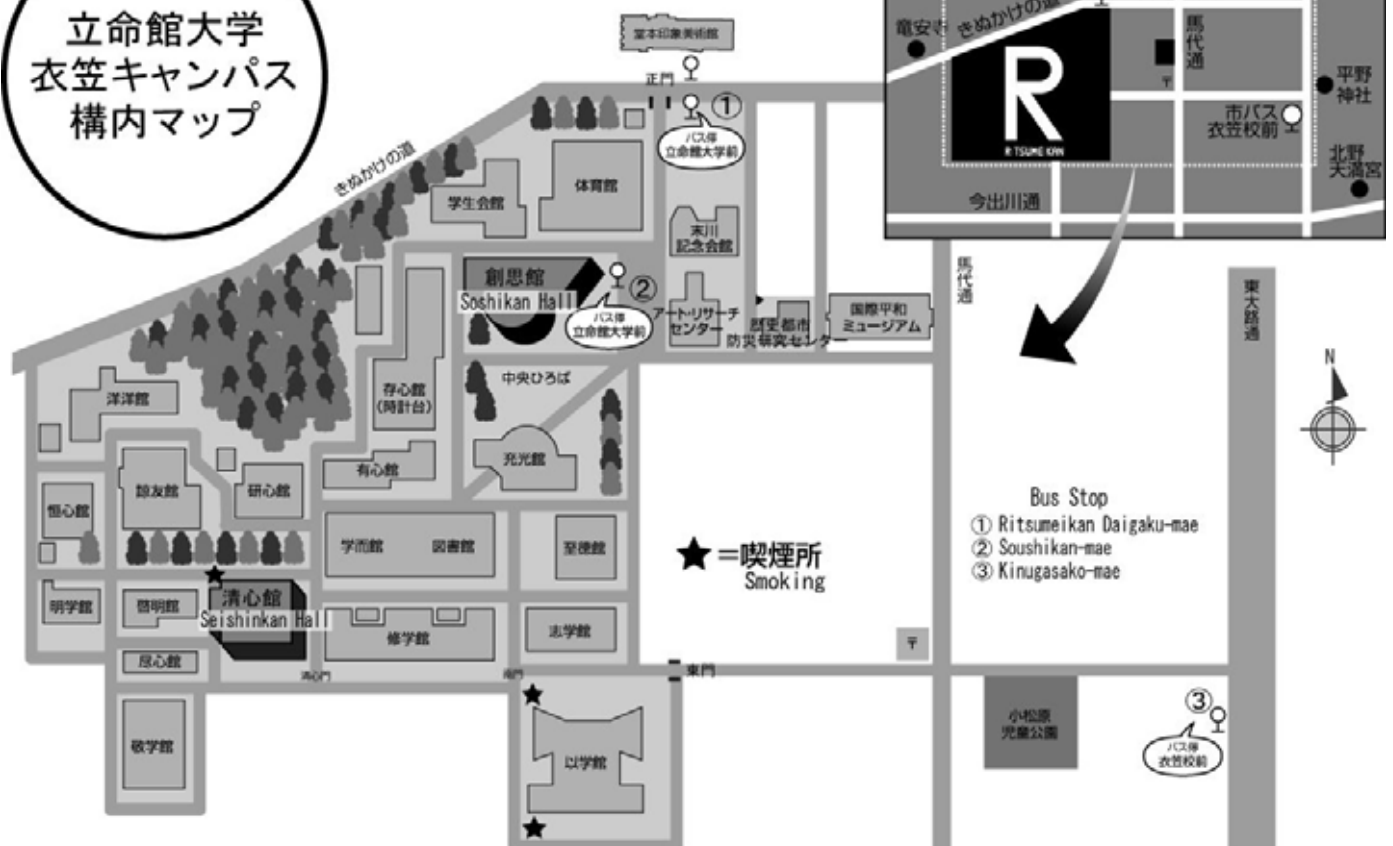 立命館大学
衣笠キャンパス
構内マップ
堂本印象美術館
正門
①
バス停
立命館大学前
きぬかけの道
学生会館
体育館
末川
記念会館
創思館
Soshikan Hall
②
バス停
立命館大学前
アート・リサーチ
センター
歴史都市
防災研究センター
国際平和
ミュージアム
竜安寺
きぬかけの道
馬代通
〒
R
RITSUMEIKAN
平野
神社
市バス
衣笠校前
北野
天満宮
今出川通
馬代通
東大路通
N
洋洋館
存心館
(時計台)
中央ひろば
有心館
充光館
恒心館
諒友館
研心館
学而館
図書館
至徳館
明学館
啓明館
清心館
Seishinkan Hall
修学館
志学館
尽心館
清心門
南門
東門
敬学館
以学館
★=喫煙所
Smoking
Bus Stop
① Ritsumeikan Daigaku-mae
② Soushikan-mae
③ Kinugasako-mae
〒
小松原
児童公園
③
バス停
衣笠校前